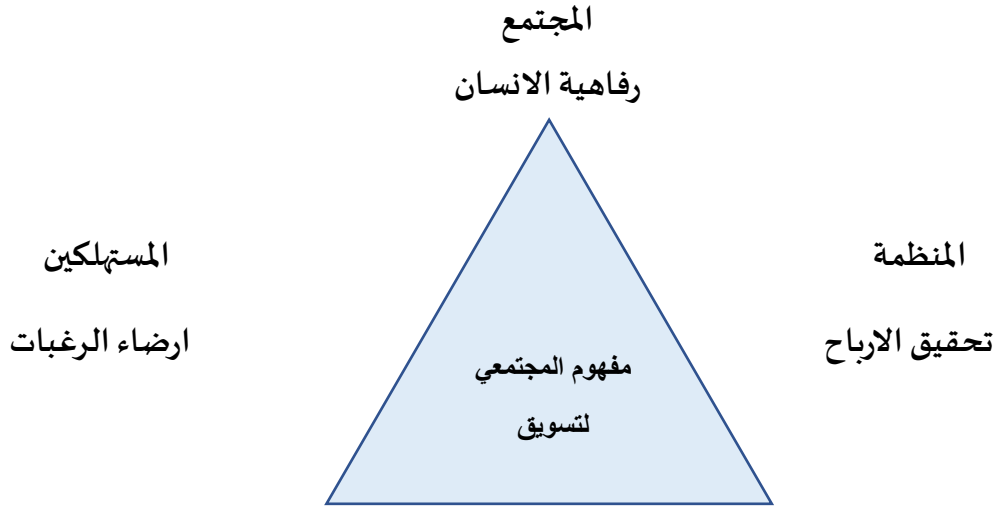 المجتمع
رفاهية الانسان
المنظمة
تحقيق الارباح
المستهلكين
ارضاء الرغبات
مفهوم المجتمعي
لتسويق